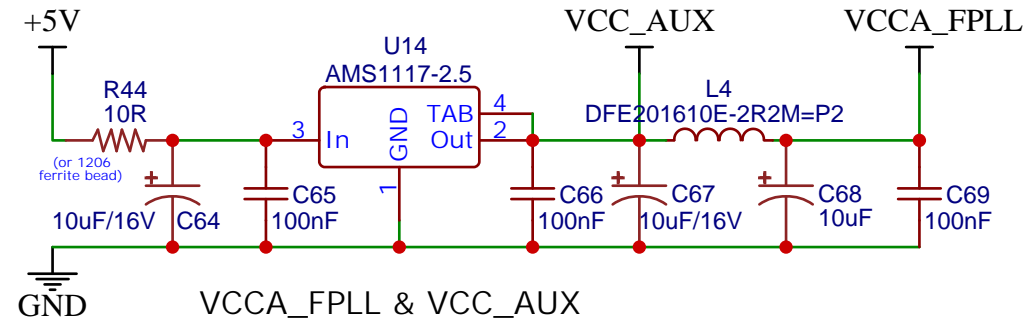 +5V
VCC_AUX
VCCA_FPLL
U14
AMS1117-2.5
R44
10R
L4
DFE201610E-2R2M=P2
(or 1206
ferrite bead)
3
In
GND
1
TAB
4
Out
2
+
10uF/16V
C64
C65
100nF
C66
100nF
+
C67
10uF/16V
+
C68
10uF
C69
100nF
GND
VCCA_FPLL & VCC_AUX